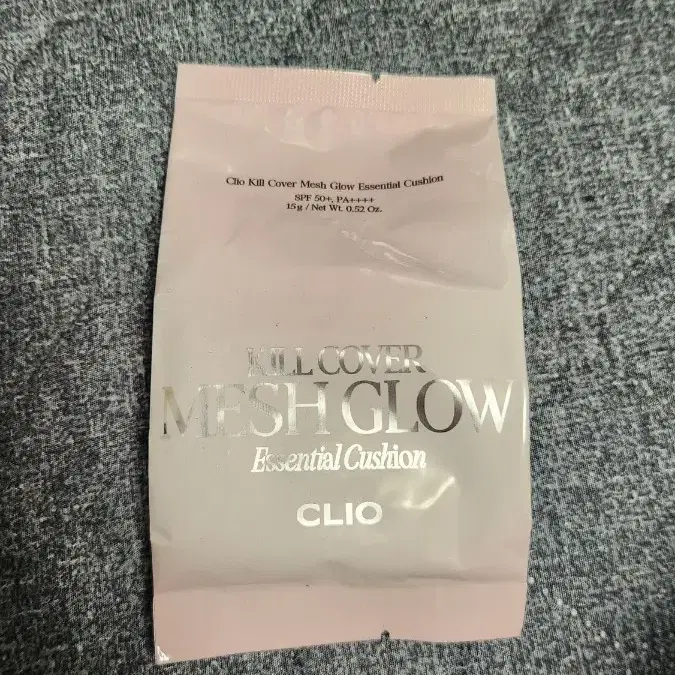 Clio Kill Cover Mesh Glow Essential Cushion
SPF 50+, PA++++
15g / Net Wt. 0.52 Oz.
KILL COVER
MESH GLOW
Essential Cushion
CLIO